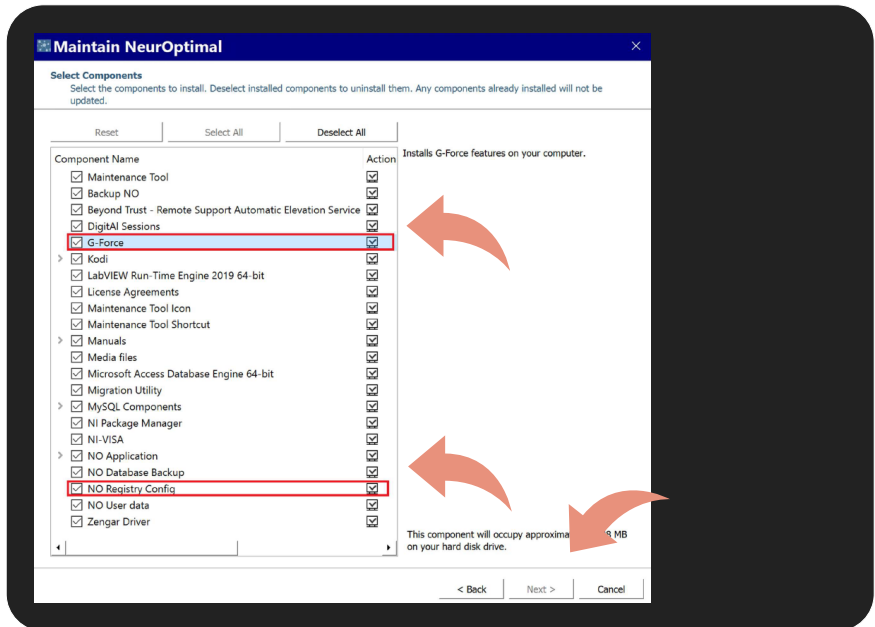 Maintain NeurOptimal
Select Components
Select the components to install. Deselect installed components to uninstall them. Any components already installed will not be
updated.
Reset Select All Deselect All
Component Name Action
Installs G-Force features on your computer.
Maintenance Tool
Backup NO
Beyond Trust - Remote Support Automatic Elevation Service
DigitAl Sessions
G-Force
Kodi
LabVIEW Run-Time Engine 2019 64-bit
License Agreements
Maintenance Tool Icon
Maintenance Tool Shortcut
Manuals
Media files
Microsoft Access Database Engine 64-bit
Migration Utility
MySQL Components
NI Package Manager
NI-VISA
NO Application
NO Database Backup
NO Registry Config
NO User data
Zengar Driver
This component will occupy MB
on your hard disk drive.
< Back Next > Cancel